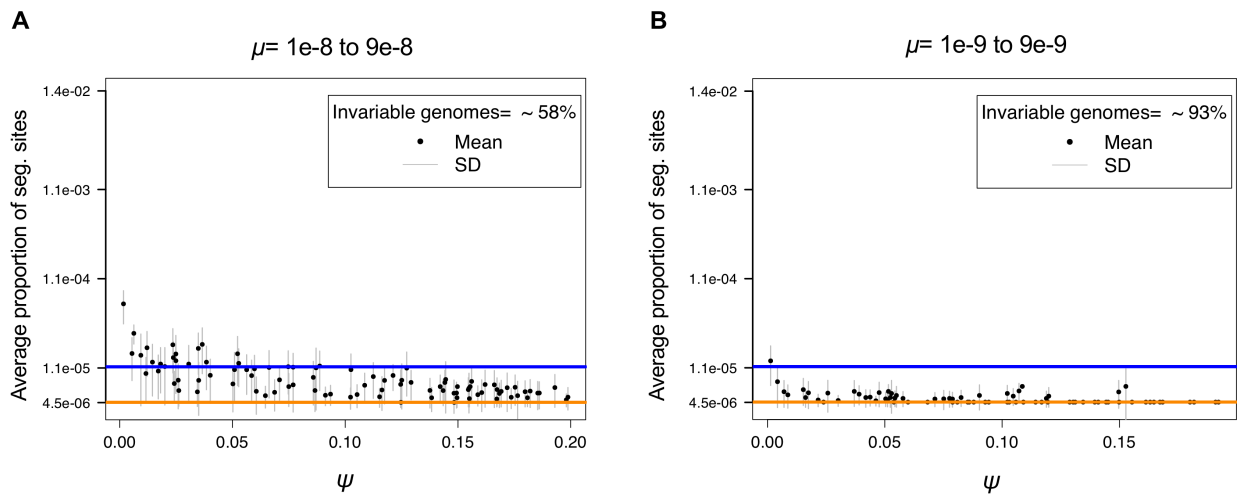 A
μ= 1e-8 to 9e-8
Average proportion of seg. sites
1.4e-02
1.1e-03
1.1e-04
1.1e-05
4.5e-06
Invariable genomes= ~ 58%
Mean
SD
0.00 0.05 0.10 0.15 0.20
ψ
B
μ= 1e-9 to 9e-9
Average proportion of seg. sites
1.4e-02
1.1e-03
1.1e-04
1.1e-05
4.5e-06
Invariable genomes= ~ 93%
Mean
SD
0.00 0.05 0.10 0.15
ψ